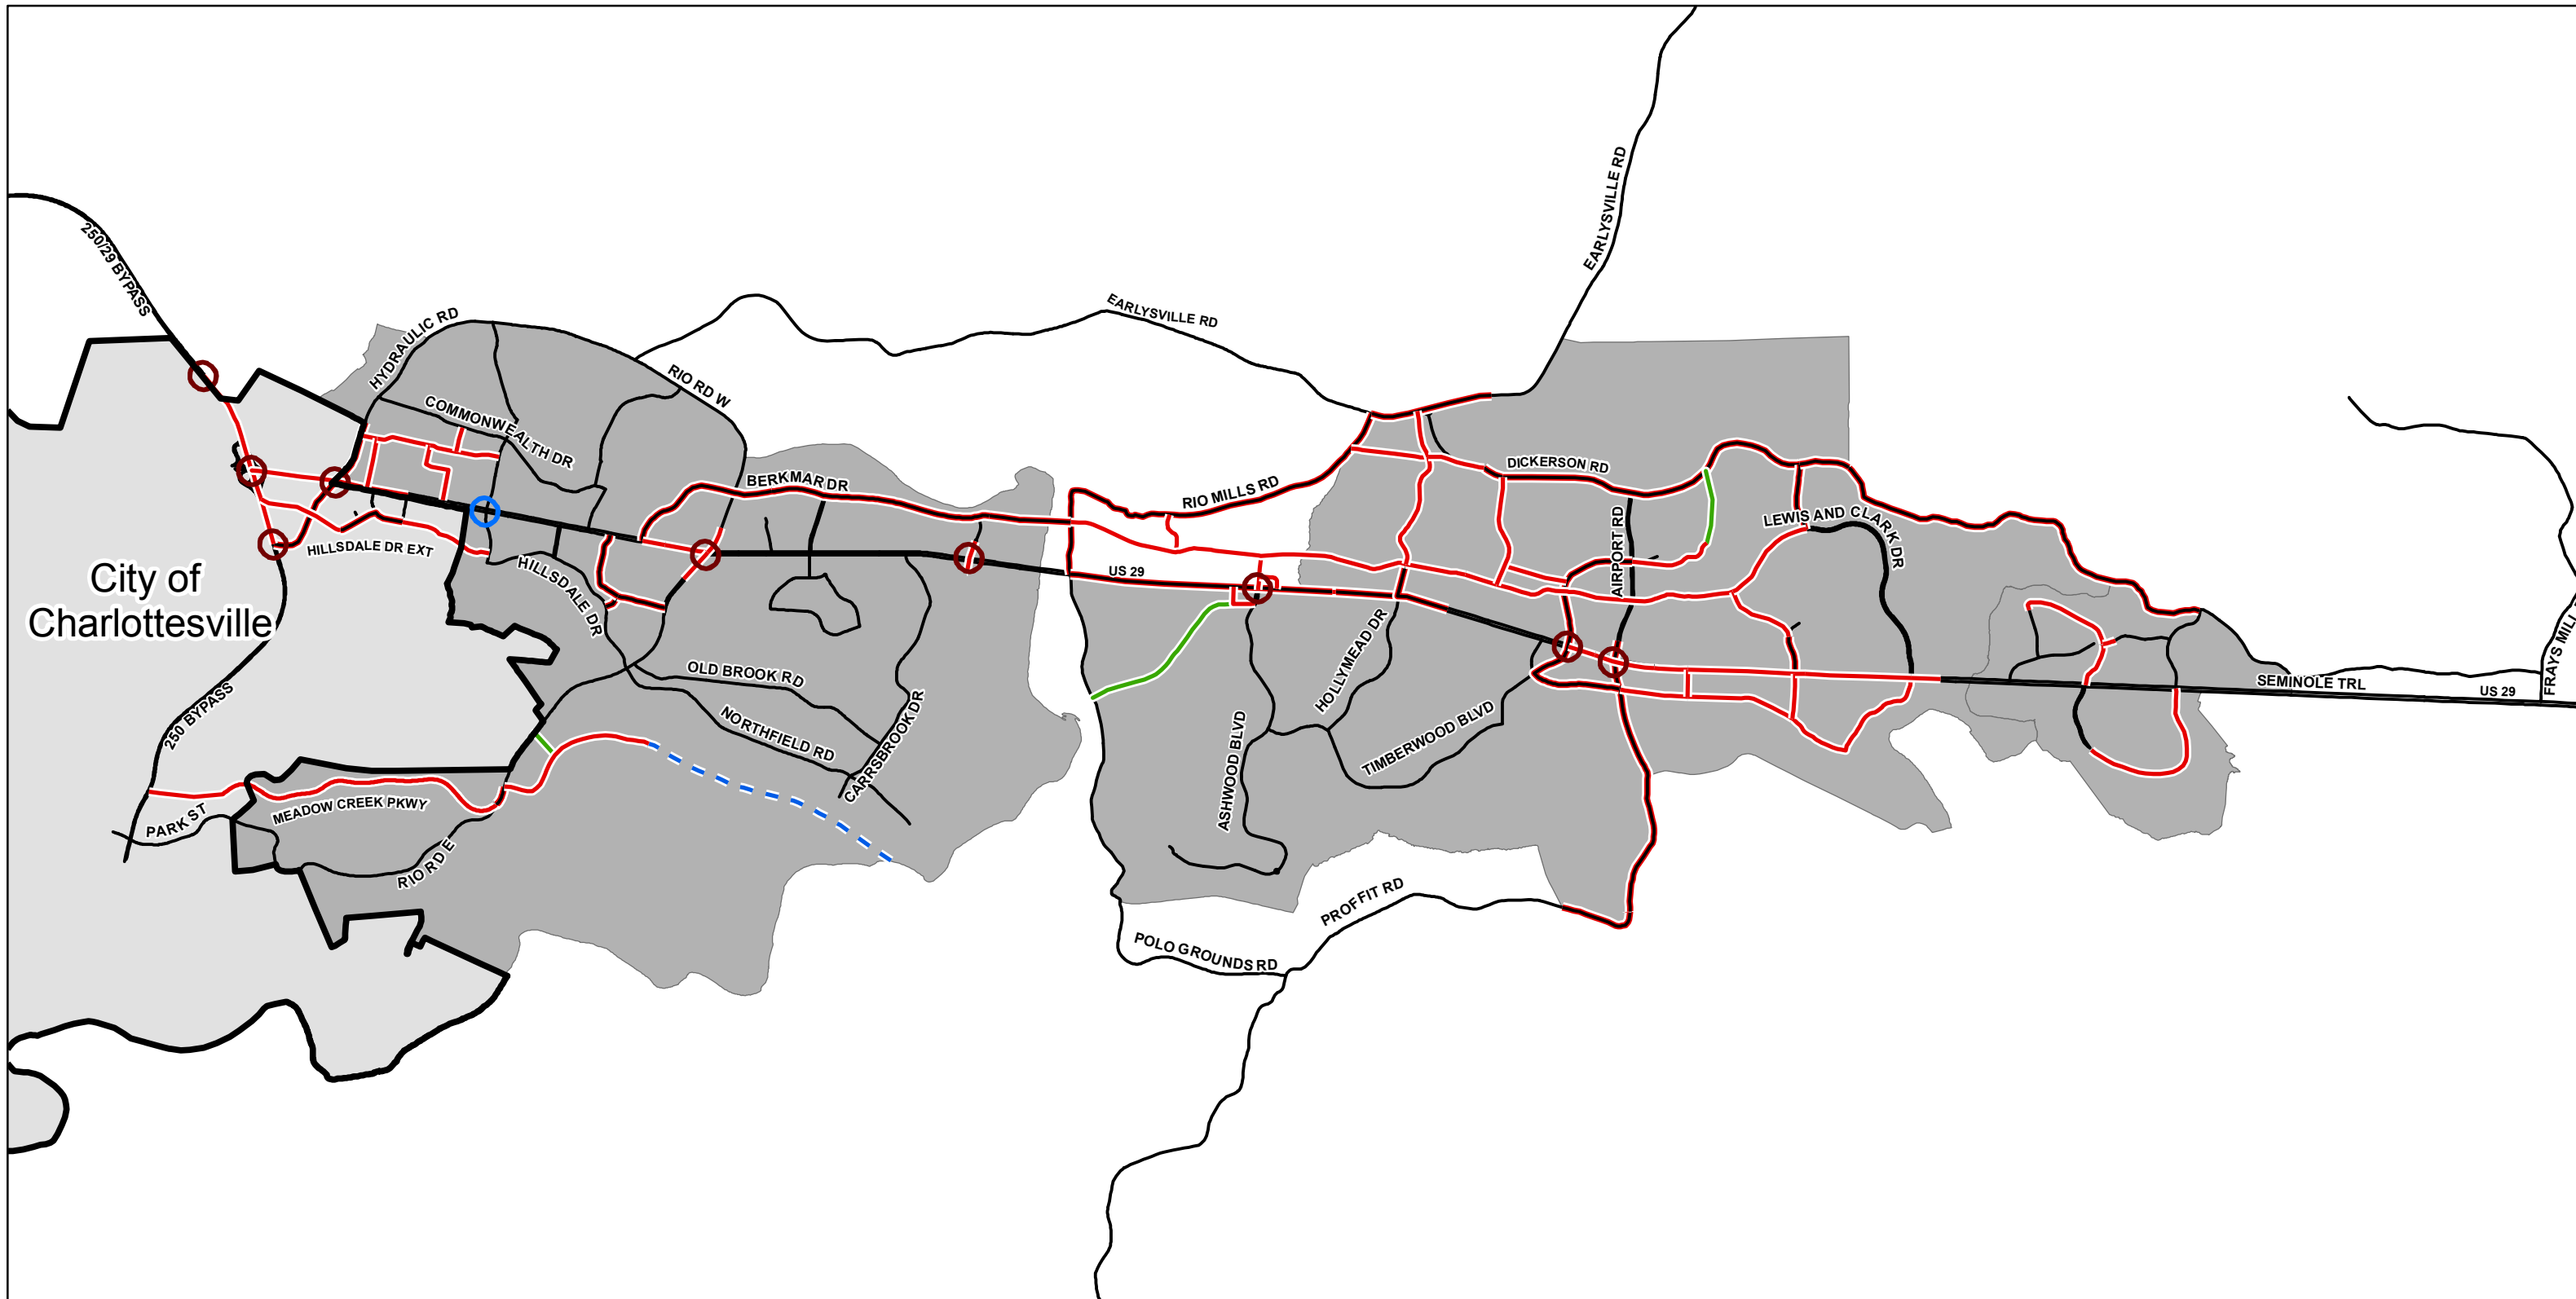 250/29 BYPASS
EARLYSVILLE RD
HYDRAULIC RD
EARLYSVILLE RD
RIO RD W
COMMONWEALTH DR
BERKMAR DR
RIO MILLS RD
DICKERSON RD
AIRPORT RD
LEWIS AND CLARK DR
HILLSDALE DR EXT
HILLSDALE DR
US 29
City of
Charlottesville
HOLLYMEAD DR
OLD BROOK RD
NORTHFIELD RD
CARRSBROOK DR
ASHWOOD BLVD
TIMBERWOOD BLVD
SEMINOLE TRL
US 29
FRAYS MILL
250 BYPASS
PARK ST
MEADOW CREEK PKWY
RIO RD E
PROFFIT RD
POLO GROUNDS RD